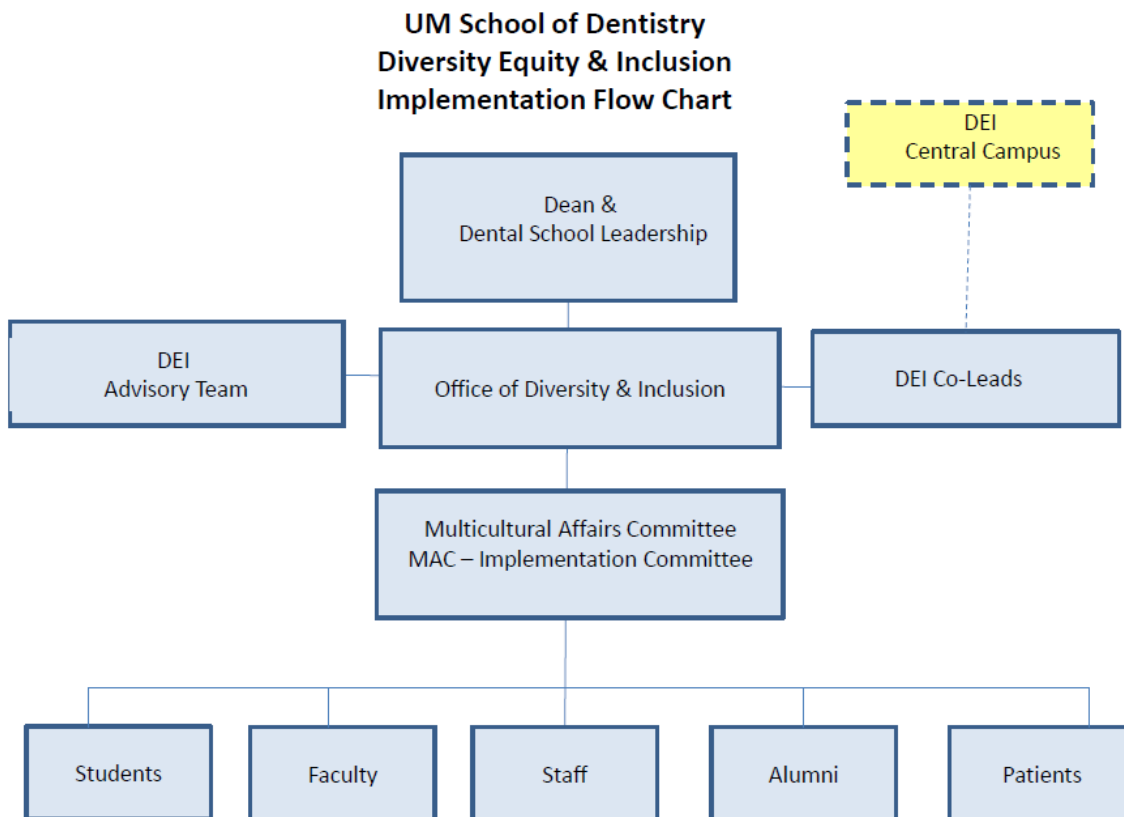 UM School of Dentistry
Diversity Equity & Inclusion
Implementation Flow Chart
DEI
Central Campus
Dean &
Dental School Leadership
DEI
Advisory Team
Office of Diversity & Inclusion
DEI Co-Leads
Multicultural Affairs Committee
MAC – Implementation Committee
Students
Faculty
Staff
Alumni
Patients